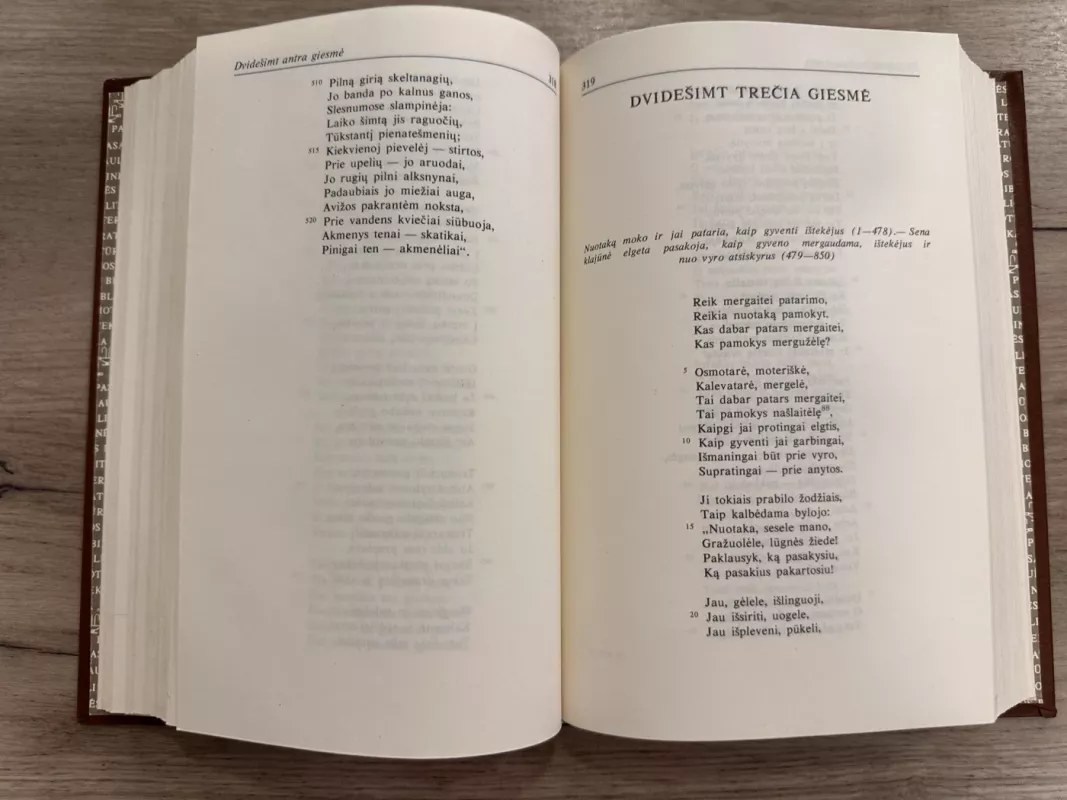 Dvidešimt antra giesmė
318
510 Pilną girią skeltanagių,
Jo banda po kalnus ganos,
Slesnumose slampinėja:
Laiko šimtą jis raguočių,
Tūkstantį pienatešmenių;
515 Kiekvienoj pievelėj — stirtos,
Prie upelių — jo aruodai,
Jo rugių pilni alksnynai,
Padaubiais jo miežiai auga,
Avižos pakrantėm noksta,
520 Prie vandens kviečiai siūbuoja,
Akmenys tenai — skatikai,
Pinigai ten — akmenėliai“.
319
DVIDEŠIMT TREČIA GIESMĖ
Nuotaką moko ir jai pataria, kaip gyventi ištekėjus (1—478).— Sena
klajūnė elgeta pasakoja, kaip gyveno mergaudama, ištekėjus ir
nuo vyro atsiskyrus (479—850)
Reik mergaitei patarimo,
Reikia nuotaką pamokyt.
Kas dabar patars mergaitei,
Kas pamokys mergužėlę?
5 Osmotarė, moteriškė,
Kalevatarė, mergelė,
Tai dabar patars mergaitei,
Tai pamokys našlaitėlę88,
Kaipgi jai protingai elgtis,
10 Kaip gyventi jai garbingai,
Išmaningai būt prie vyro,
Supratingai — prie anytos.
Ji tokiais prabilo žodžiais,
Taip kalbėdama bylojo:
15 „Nuotaka, sesele mano,
Gražuolėle, lūgnės žiede!
Paklausyk, ką pasakysiu,
Ką pasakius pakartosiu!
Jau, gėlele, išlinguoji,
20 Jau išsiriti, uogele,
Jau išpleveni, pūkeli,